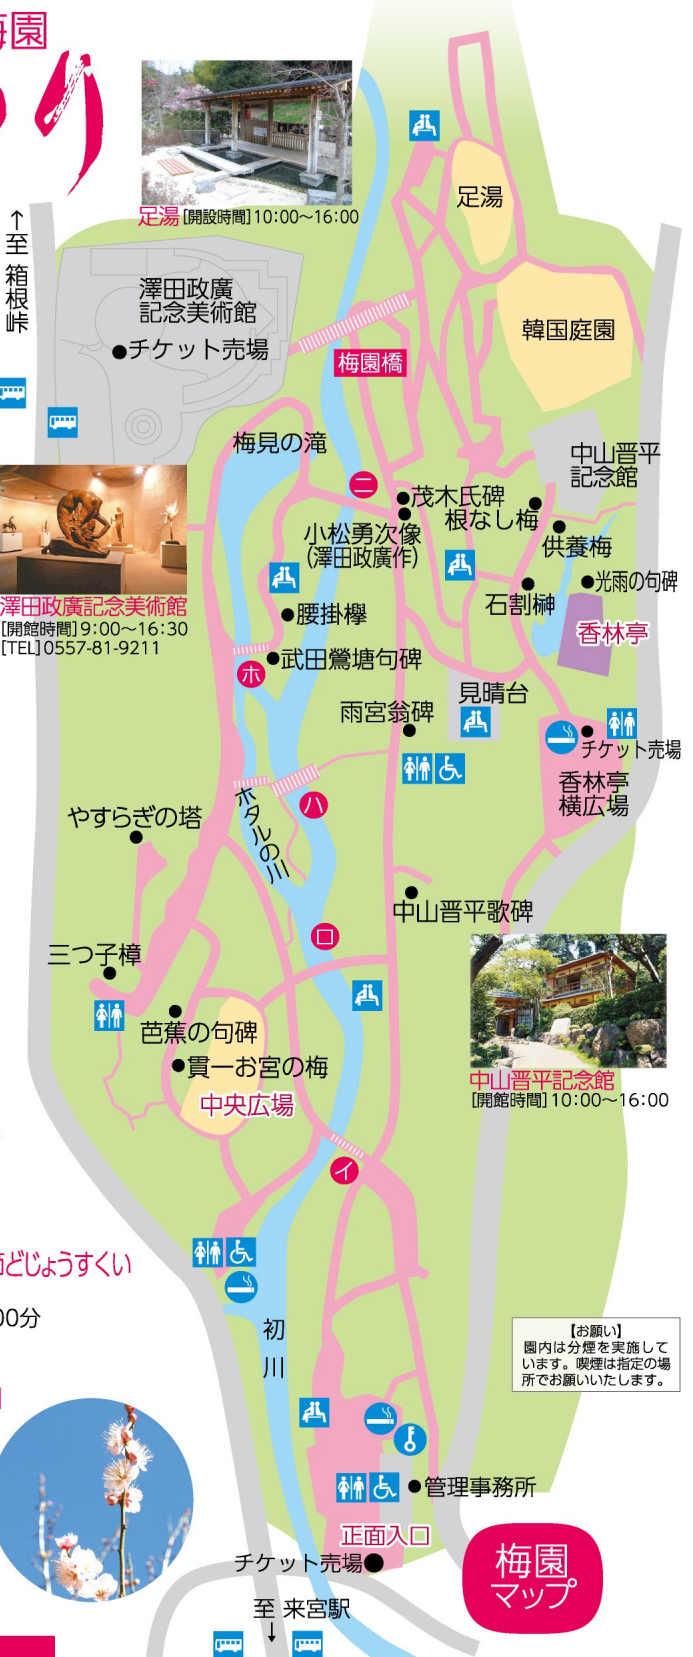 梅園
足湯[開設時間]10:00〜16:00
足湯
↑至 箱根峠
澤田政廣
記念美術館
●チケット売場
韓国庭園
梅園橋
梅見の滝
中山晋平
記念館
ニ
茂木氏碑
根なし梅
小松勇次像
(澤田政廣作)
供養梅
光雨の句碑
石割榊
香林亭
澤田政廣記念美術館
[開館時間]9:00〜16:30
[TEL]0557-81-9211
腰掛欅
武田鶯塘句碑
ホ
見晴台
雨宮翁碑
チケット売場
香林亭
横広場
ハ
ホタルの川
やすらぎの塔
中山晋平歌碑
ロ
三つ子樟
芭蕉の句碑
貫一お宮の梅
中央広場
中山晋平記念館
[開館時間]10:00〜16:00
イ
どじょうすくい
00分
初川
【お願い】
園内は分煙を実施して
います。喫煙は指定の場
所でお願いいたします。
管理事務所
正面入口
チケット売場
梅園
マップ
至 来宮駅
↓